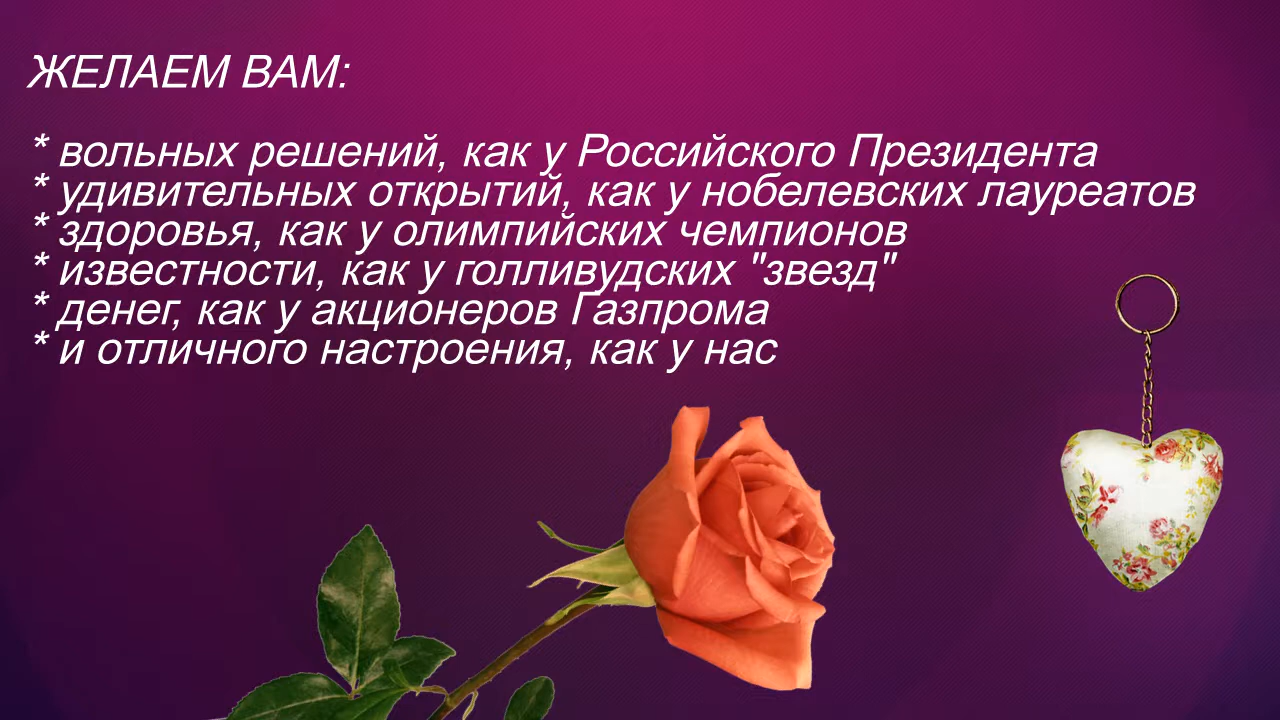 ЖЕЛАЕМ ВАМ:
* вольных решений, как у Российского Президента
* удивительных открытий, как у нобелевских лауреатов
* здоровья, как у олимпийских чемпионов
* известности, как у голливудских "звезд"
* денег, как у акционеров Газпрома
* и отличного настроения, как у нас